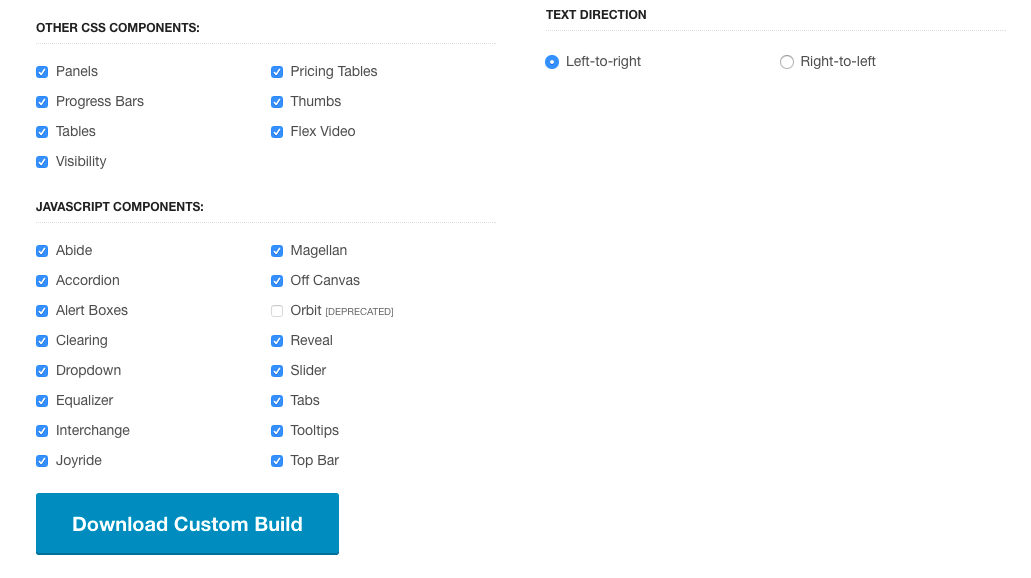 OTHER CSS COMPONENTS:
Panels
Pricing Tables
Progress Bars
Thumbs
Tables
Flex Video
Visibility
JAVASCRIPT COMPONENTS:
Abide
Magellan
Accordion
Off Canvas
Alert Boxes
Orbit [DEPRECATED]
Clearing
Reveal
Dropdown
Slider
Equalizer
Tabs
Interchange
Tooltips
Joyride
Top Bar
Download Custom Build
TEXT DIRECTION
Left-to-right
Right-to-left